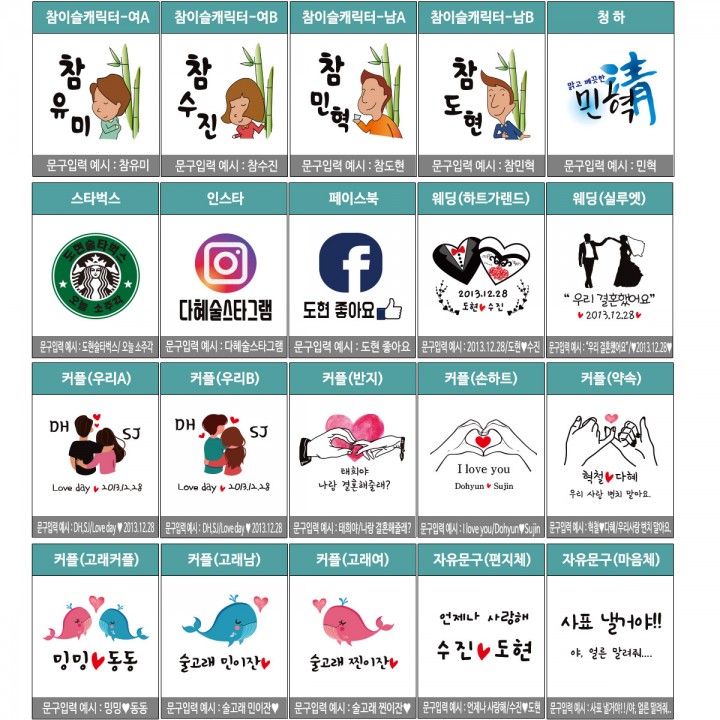 참이슬캐릭터-여A
참이슬캐릭터-여B
참이슬캐릭터-남A
참이슬캐릭터-남B
청 하
참
유
미
참
수
진
참
민
혁
참
도
현
맑고 깨끗한
민혁
淸
문구입력 예시 : 참유미
문구입력 예시 : 참수진
문구입력 예시 : 참도현
문구입력 예시 : 참민혁
문구입력 예시 : 민혁
스타벅스
인스타
페이스북
웨딩(하트가랜드)
웨딩(실루엣)
도현술타벅스
오늘 소주각
다혜술스타그램
도현 좋아요
2013.12.28
도현♥수진
"우리 결혼했어요"
♥2013.12.28♥
문구입력 예시 : 도현술타벅스/ 오늘 소주각
문구입력 예시 : 다혜술스타그램
문구입력 예시 : 도현 좋아요
문구입력 예시 : 2013.12.28/도현♥수진
문구입력 예시 : "우리 결혼했어요"/♥2013.12.28♥
커플(우리A)
커플(우리B)
커플(반지)
커플(손하트)
커플(약속)
DH
SJ
Love day ♥ 2013.12.28
DH
SJ
Love day ♥ 2013.12.28
태희야
나랑 결혼해줄래?
I love you
Dohyun ♥ Sujin
혁철♥다혜
우리 사랑 변치 말아요.
문구입력 예시 : DH,SJ/Love day ♥ 2013.12.28
문구입력 예시 : DH,SJ/Love day ♥ 2013.12.28
문구입력 예시 : 태희야/나랑 결혼해줄래?
문구입력 예시 : I love you/Dohyun♥Sujin
문구입력 예시 : 혁철♥다혜/우리사랑 변치 말아요.
커플(고래커플)
커플(고래남)
커플(고래여)
자유문구(편지체)
자유문구(마음체)
밍밍♥동동
술고래 민이잔♥
술고래 찐이잔♥
언제나 사랑해
수진♥도현
사표 낼거야!!
야, 얼른 말려줘....
문구입력 예시 : 밍밍♥동동
문구입력 예시 : 술고래 민이잔♥
문구입력 예시 : 술고래 찐이잔♥
문구입력 예시 : 언제나 사랑해/수진♥도현
문구입력 예시 : 사표 낼거야!!/야, 얼른 말려줘..